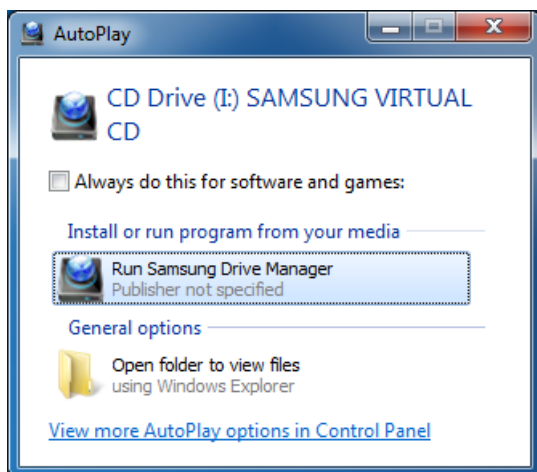 AutoPlay
CD Drive (I:) SAMSUNG VIRTUAL
CD
Always do this for software and games:
Install or run program from your media
Run Samsung Drive Manager
Publisher not specified
General options
Open folder to view files
using Windows Explorer
View more AutoPlay options in Control Panel